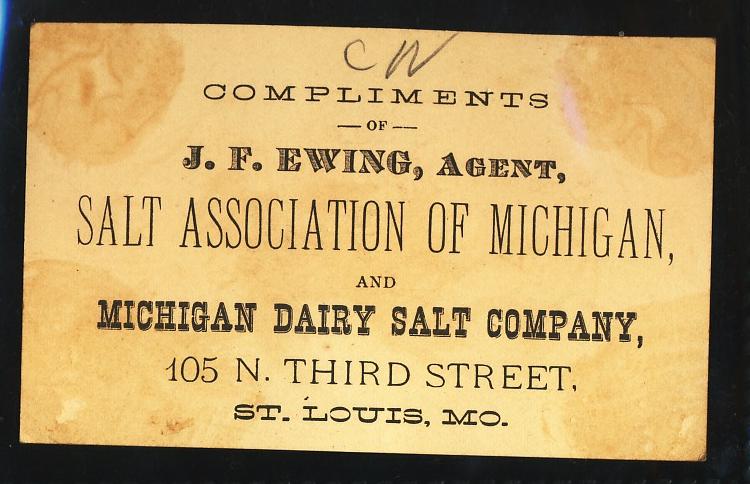 CW
COMPLIMENTS
— OF —
J. F. EWING, AGENT,
SALT ASSOCIATION OF MICHIGAN,
AND
MICHIGAN DAIRY SALT COMPANY,
105 N. THIRD STREET,
ST. LOUIS, MO.